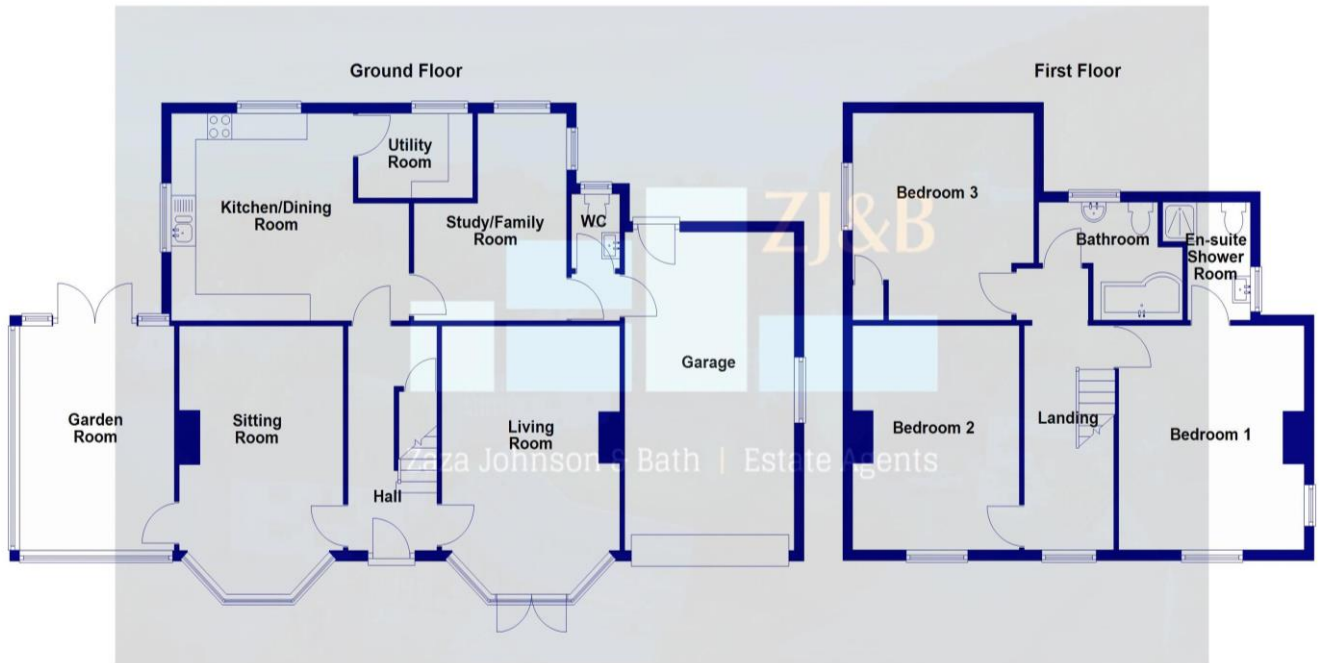 Ground Floor
First Floor
Utility
Room
Kitchen/Dining
Room
Study/Family
Room
WC
ZJ&B
Bedroom 3
Bathroom
En-suite
Shower
Room
Garage
Garden
Room
Sitting
Room
Living
Room
Hall
Bedroom 2
Landing
Bedroom 1
Zaza Johnson & Bath | Estate Agents